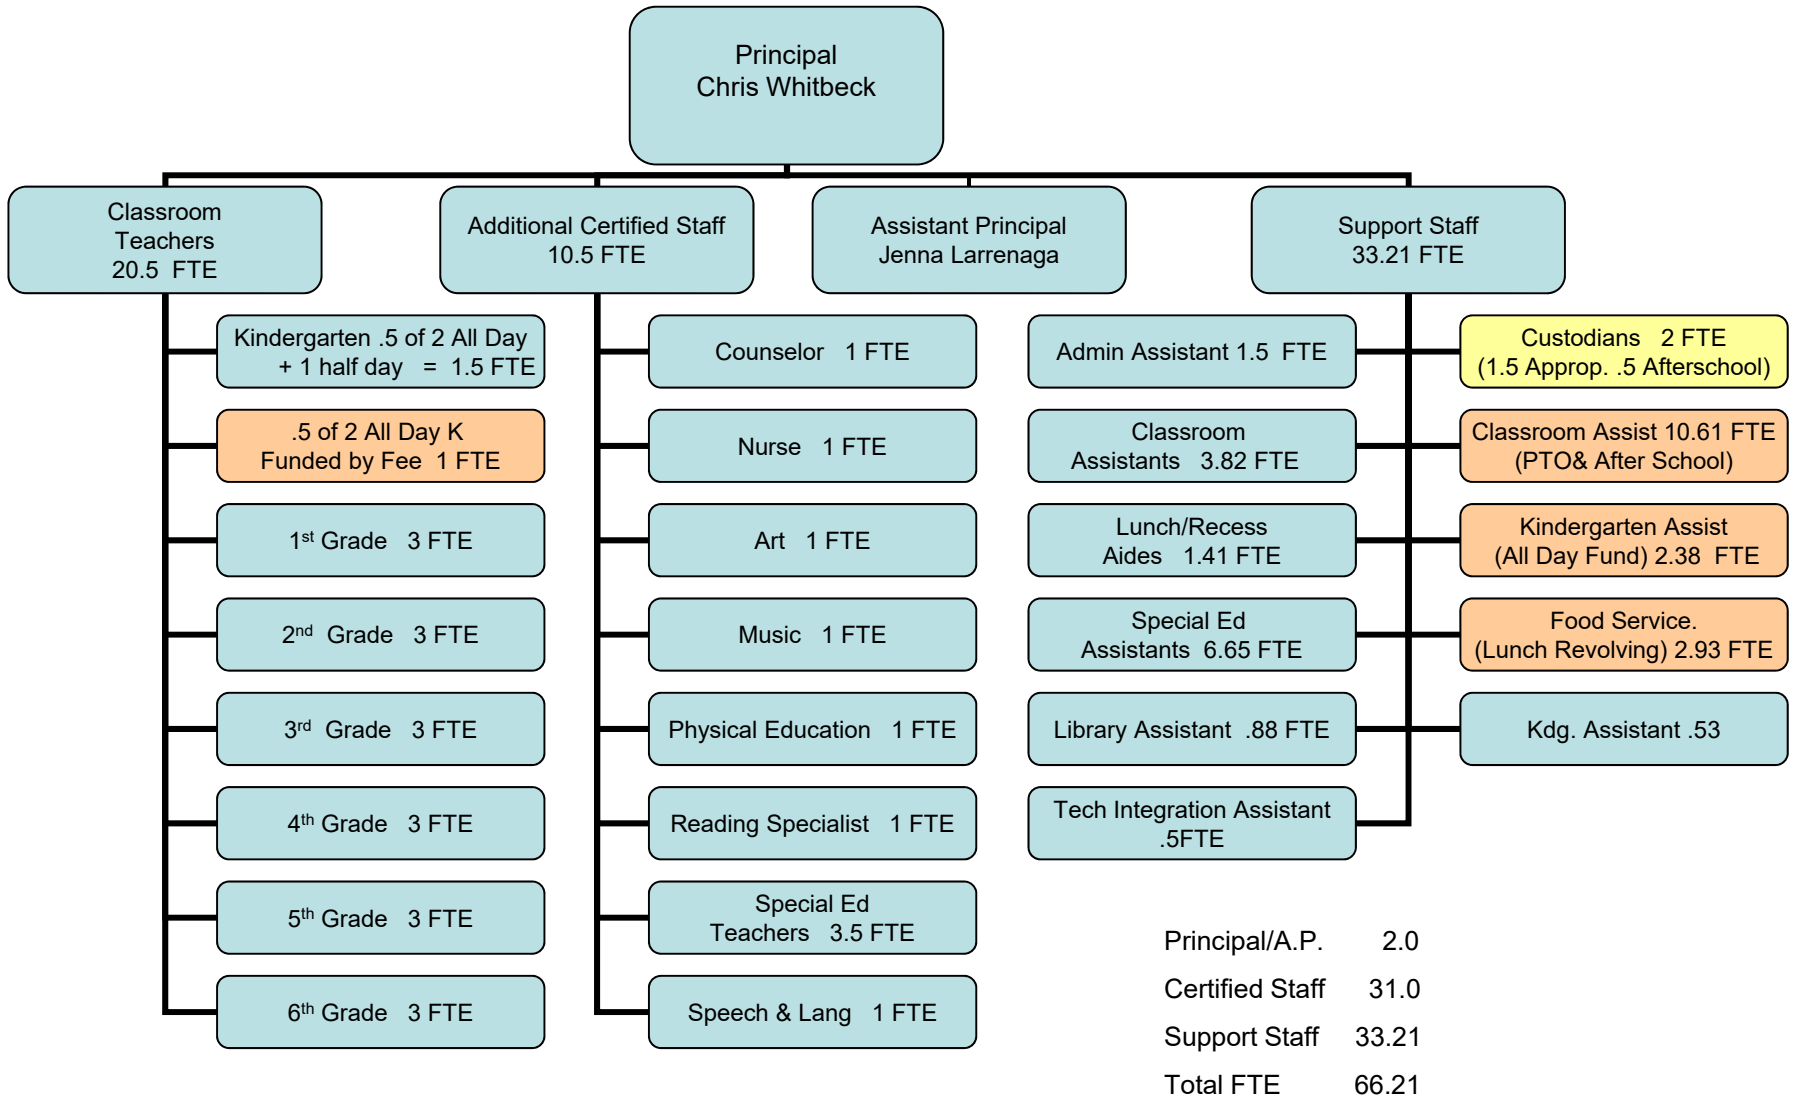 Principal
Chris Whitbeck
Classroom
Teachers
20.5 FTE
Additional Certified Staff
10.5 FTE
Assistant Principal
Jenna Larrenaga
Support Staff
33.21 FTE
Kindergarten .5 of 2 All Day
+ 1 half day = 1.5 FTE
.5 of 2 All Day K
Funded by Fee 1 FTE
1st Grade 3 FTE
2nd Grade 3 FTE
3rd Grade 3 FTE
4th Grade 3 FTE
5th Grade 3 FTE
6th Grade 3 FTE
Counselor 1 FTE
Nurse 1 FTE
Art 1 FTE
Music 1 FTE
Physical Education 1 FTE
Reading Specialist 1 FTE
Special Ed
Teachers 3.5 FTE
Speech & Lang 1 FTE
Admin Assistant 1.5 FTE
Classroom
Assistants 3.82 FTE
Lunch/Recess
Aides 1.41 FTE
Special Ed
Assistants 6.65 FTE
Library Assistant .88 FTE
Tech Integration Assistant
.5FTE
Custodians 2 FTE
(1.5 Approp. .5 Afterschool)
Classroom Assist 10.61 FTE
(PTO& After School)
Kindergarten Assist
(All Day Fund) 2.38 FTE
Food Service.
(Lunch Revolving) 2.93 FTE
Kdg. Assistant .53
Principal/A.P. 2.0
Certified Staff 31.0
Support Staff 33.21
Total FTE 66.21